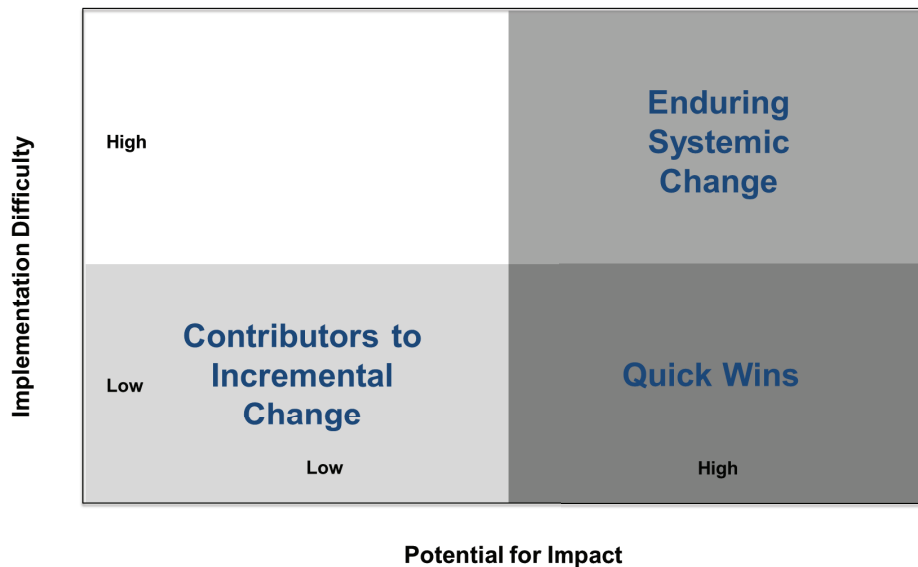 Implementation Difficulty
High
Enduring
Systemic
Change
Low
Contributors to
Incremental
Change
Quick Wins
Low
High
Potential for Impact